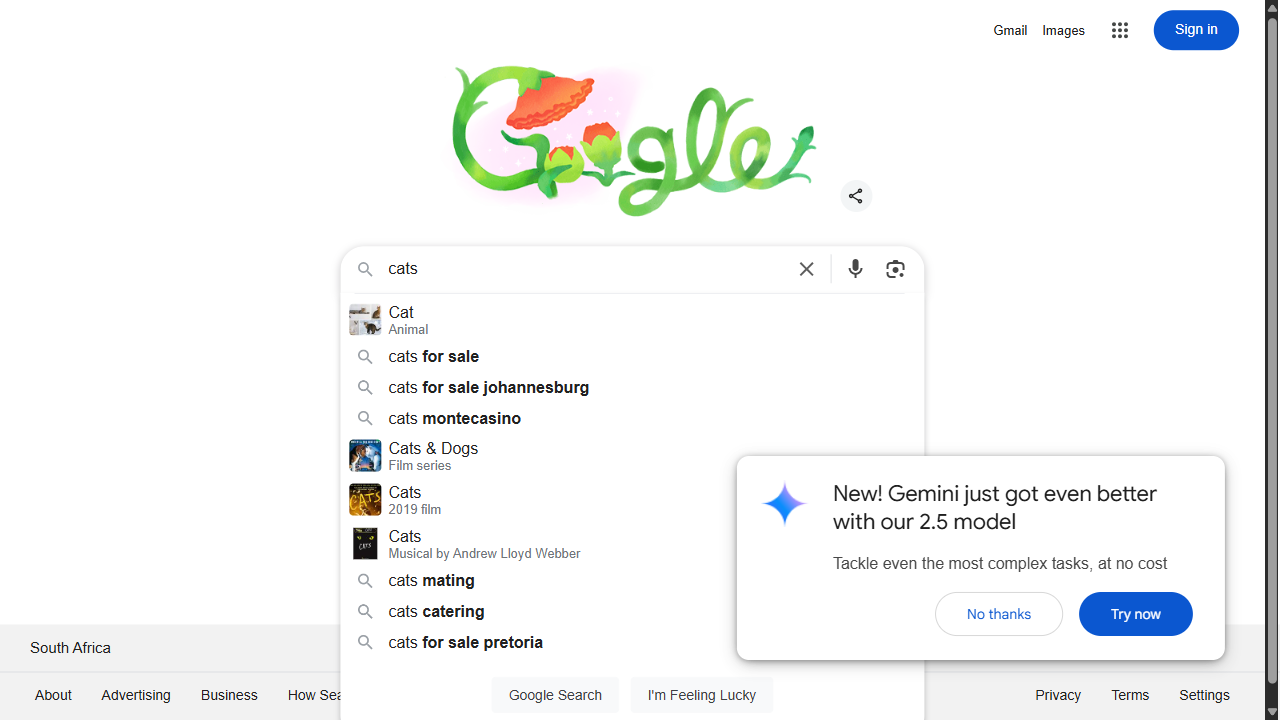 Gmail
Images
Sign in
Google
cats
Cat
Animal
cats for sale
cats for sale johannesburg
cats montecasino
Cats & Dogs
Film series
Cats
2019 film
Cats
Musical by Andrew Lloyd Webber
cats mating
cats catering
cats for sale pretoria
Google Search
I'm Feeling Lucky
New! Gemini just got even better
with our 2.5 model
Tackle even the most complex tasks, at no cost
No thanks
Try now
South Africa
About
Advertising
Business
How Sea
Privacy
Terms
Settings